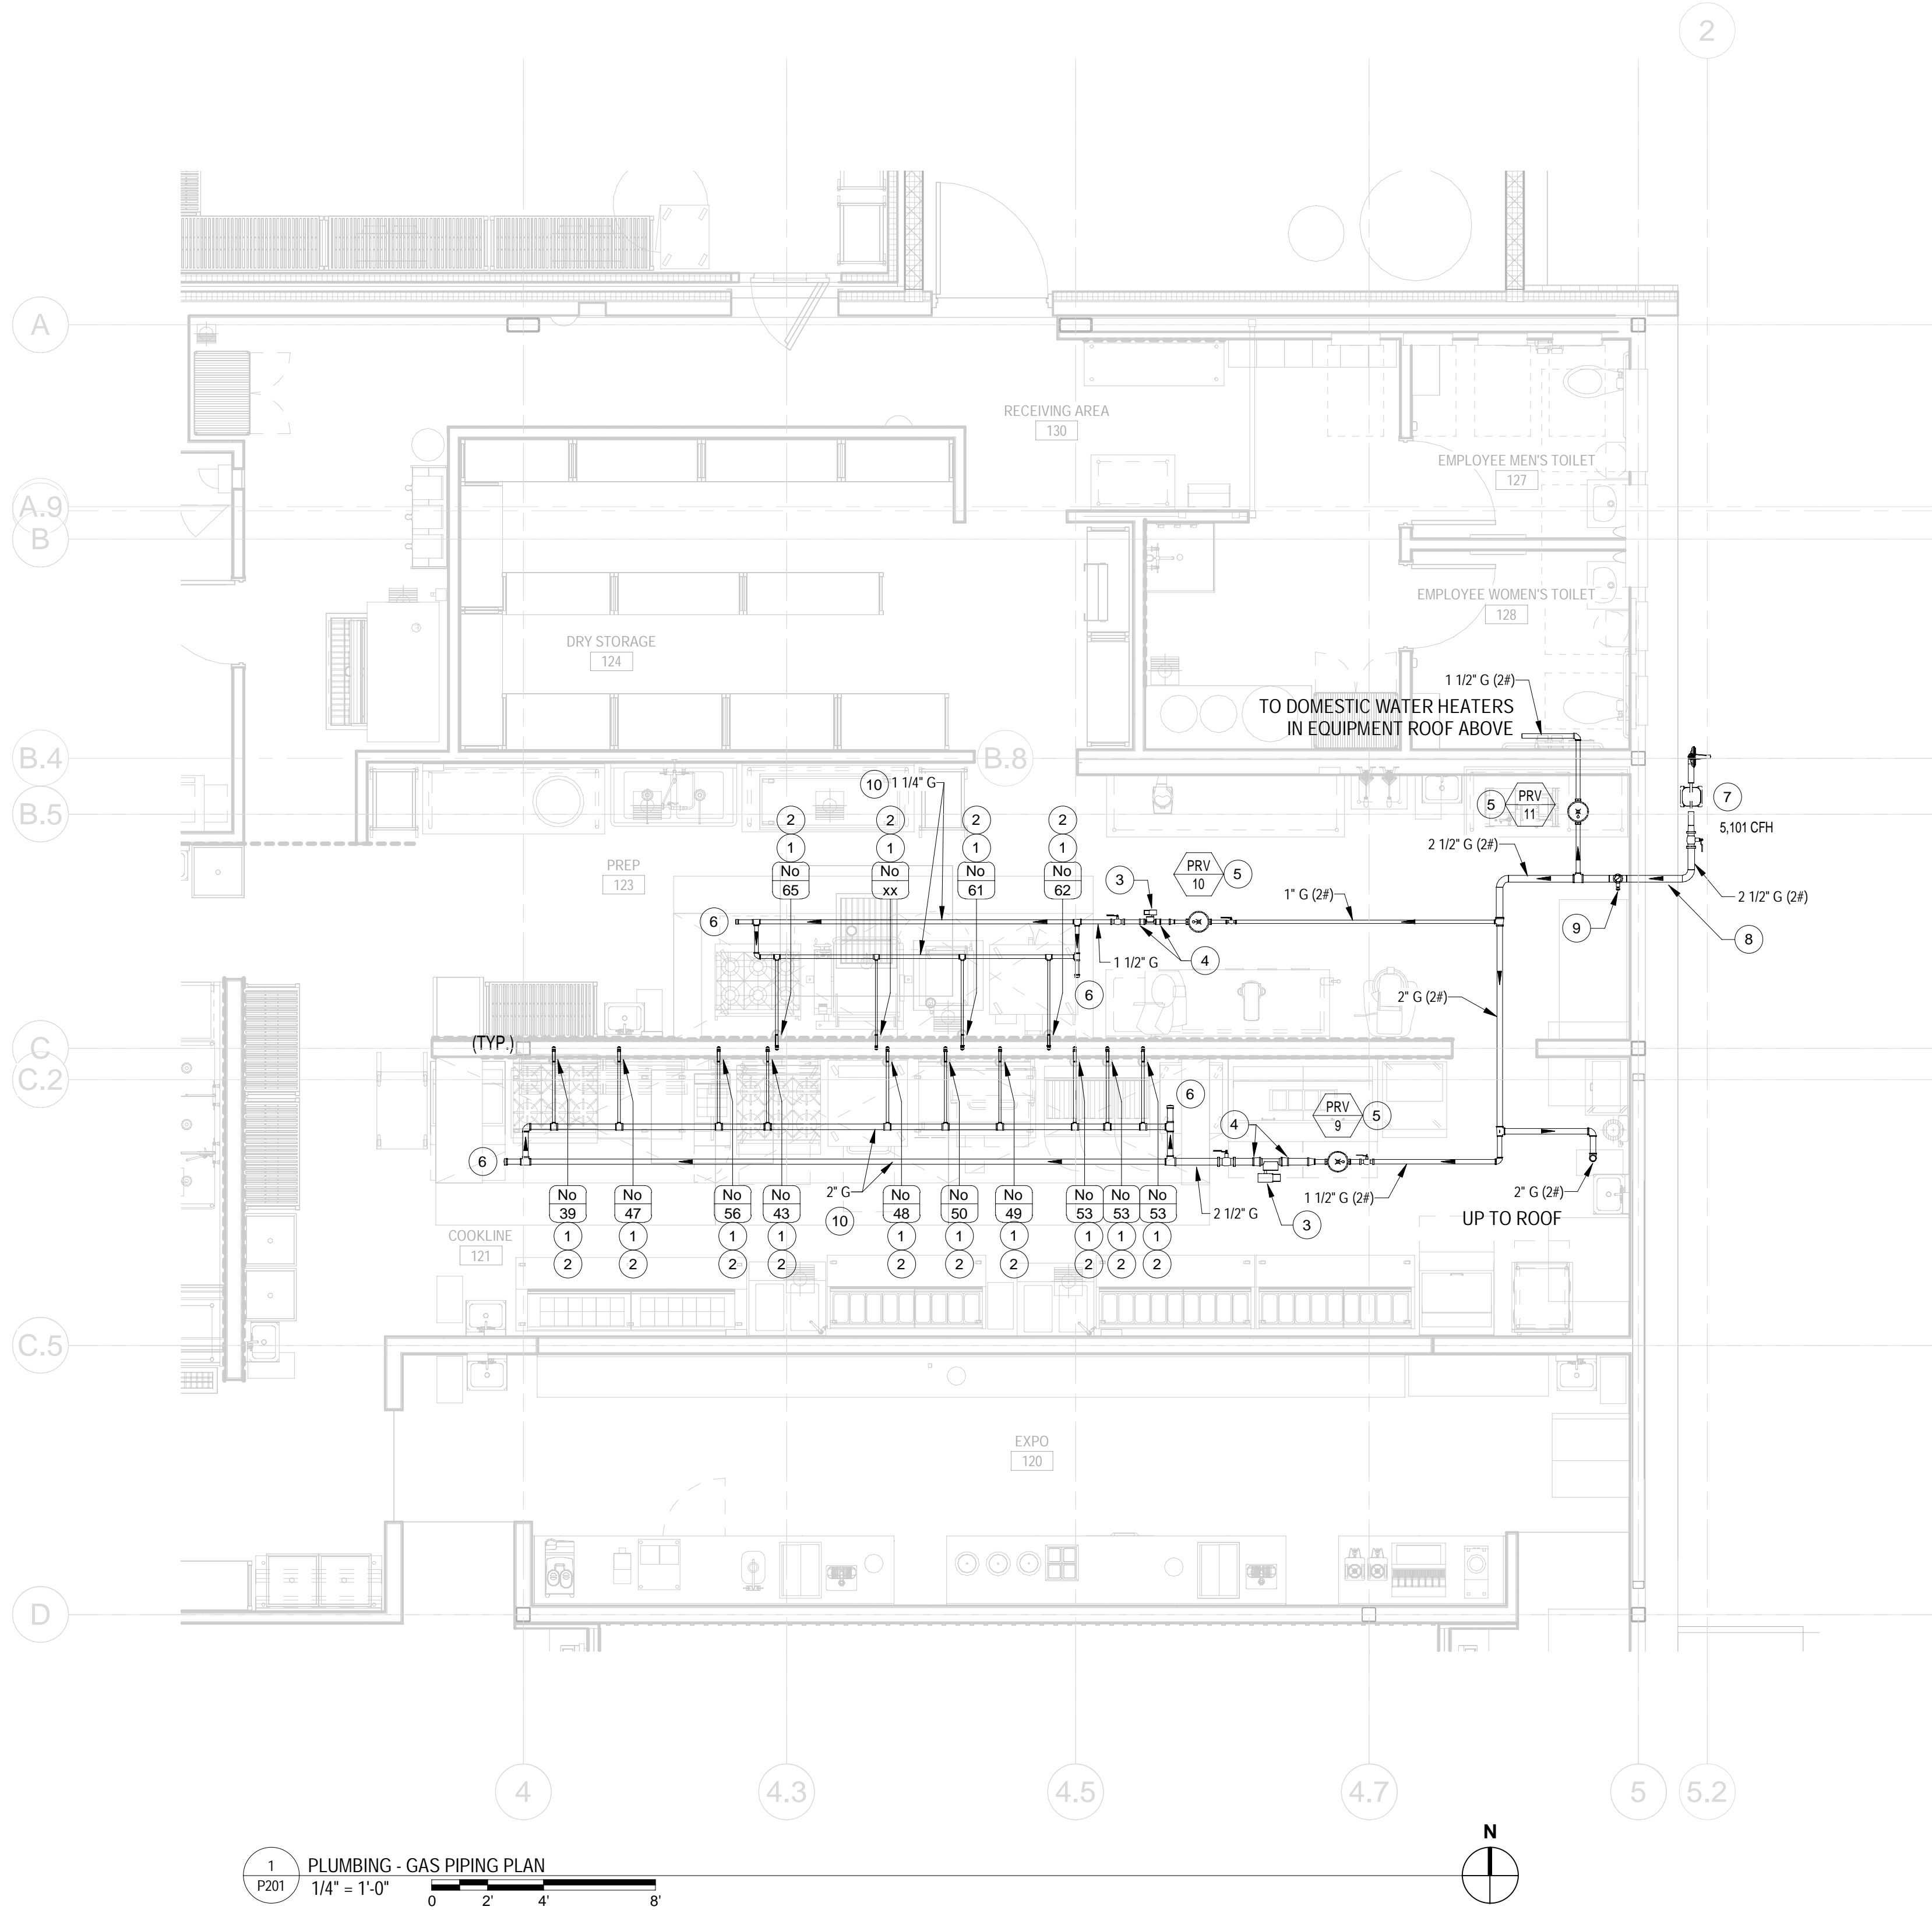 2
A
RECEIVING AREA
130
EMPLOYEE MEN'S TOILET
127
A.9
B
EMPLOYEE WOMEN'S TOILET
128
DRY STORAGE
124
1 1/2" G (2#)
TO DOMESTIC WATER HEATERS
IN EQUIPMENT ROOF ABOVE
B.4
B.8
10 1 1/4" G
5 PRV 11
7
5,101 CFH
B.5
2 2 2 2
1 1 1 1
No 65
No xx
No 61
No 62
PREP
123
3
PRV 10 5
2 1/2" G (2#)
1" G (2#)
2 1/2" G (2#)
6
9
8
1 1/2" G
4
6
2" G (2#)
C
(TYP.)
C.2
6
4
PRV 9 5
6
No 39
No 47
No 56
No 43
2" G
10
No 48
No 50
No 49
No 53
No 53
No 53
2 1/2" G
1 1/2" G (2#)
3
2" G (2#)
UP TO ROOF
1 1 1 1 1 1 1 1 1 1
2 2 2 2 2 2 2 2 2 2
COOKLINE
121
C.5
EXPO
120
D
4
4.3
4.5
4.7
5
5.2
N
1
P201
PLUMBING - GAS PIPING PLAN
1/4" = 1'-0"
0 2' 4' 8'